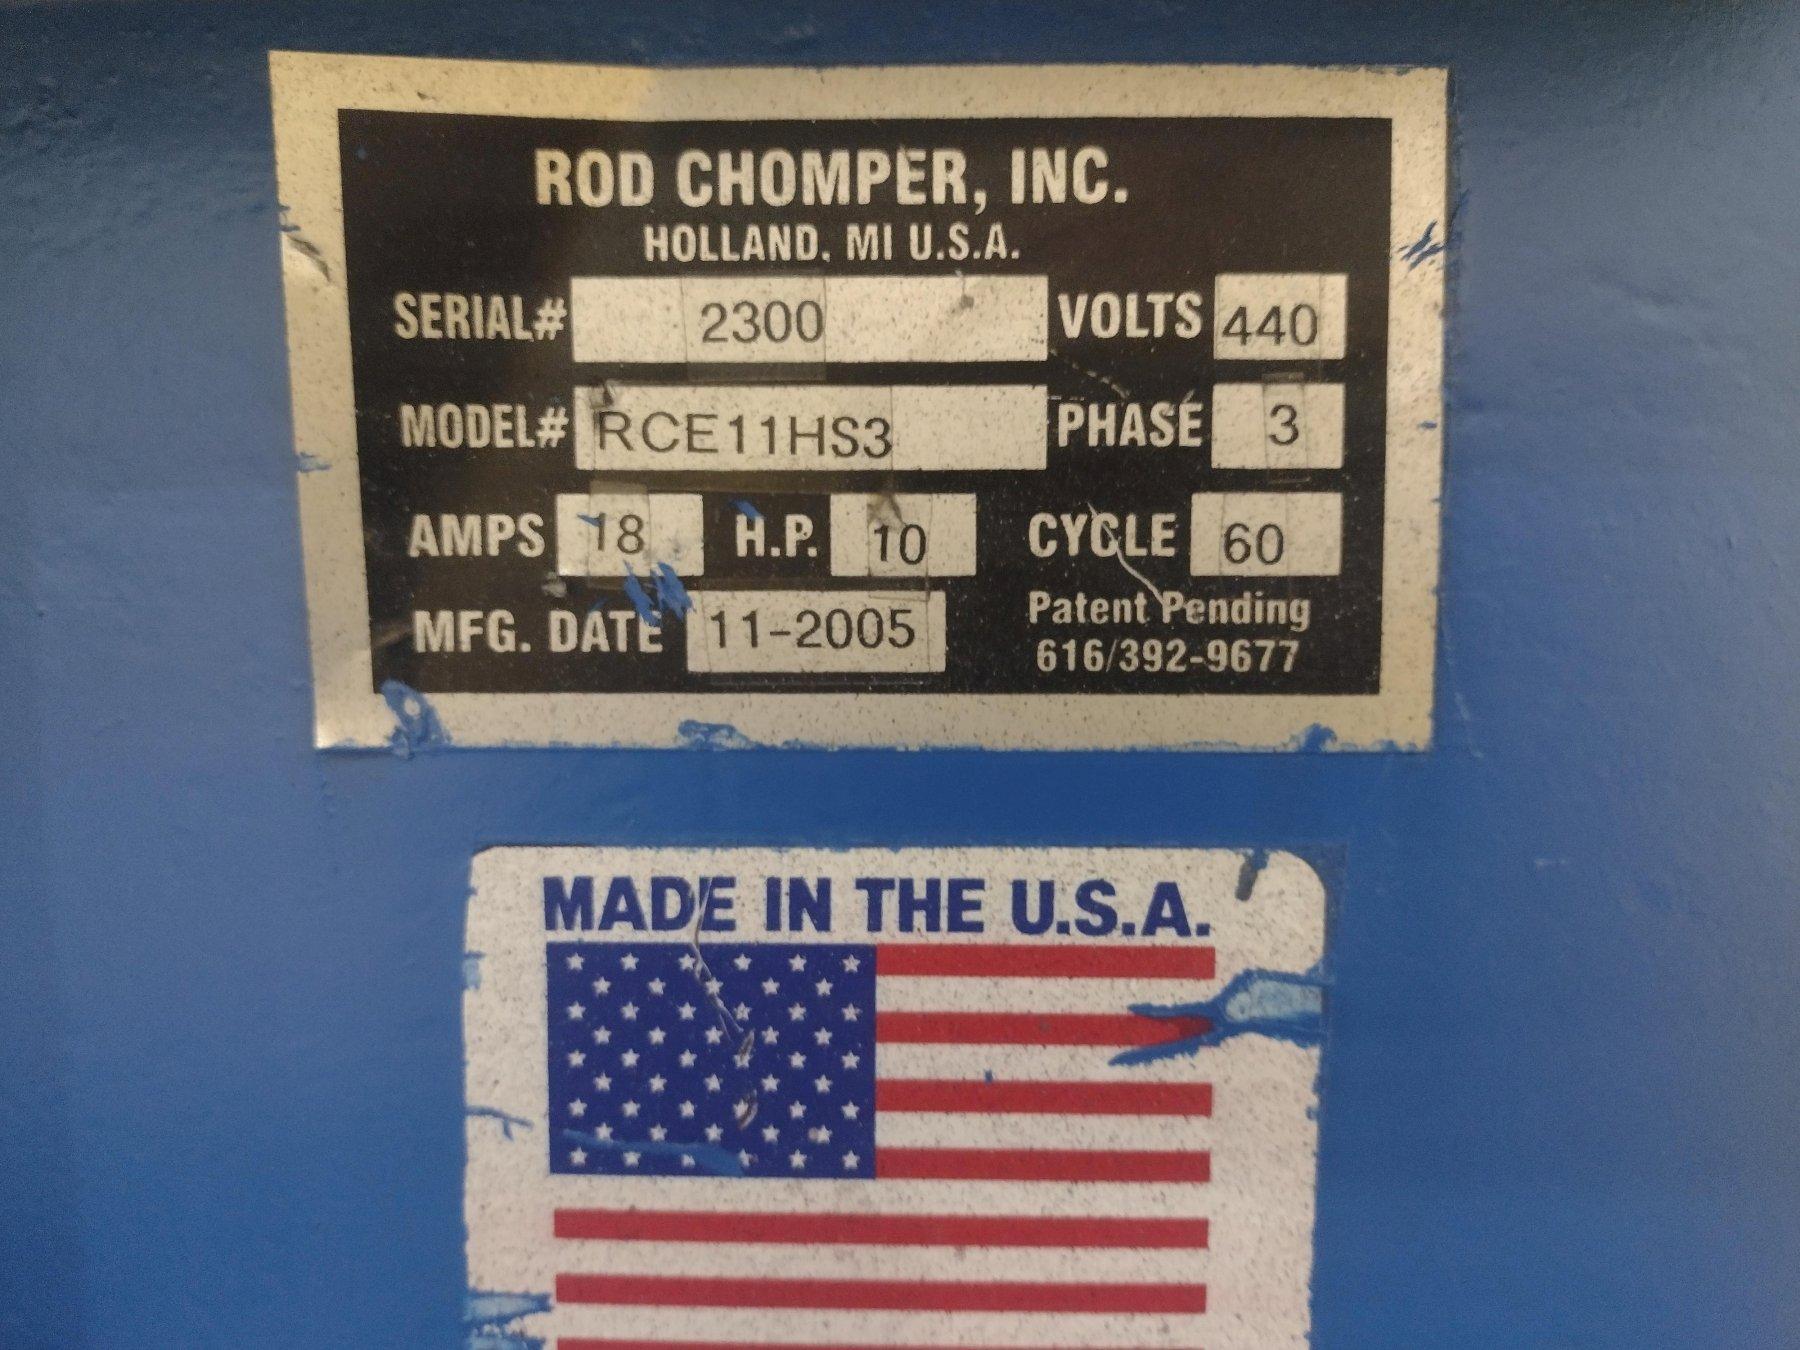 ROD CHOMPER, INC.
HOLLAND, MI U.S.A.
SERIAL# 2300 VOLTS 440
MODEL# RCE11HS3 PHASE 3
AMPS 18 H.P. 10 CYCLE 60
MFG. DATE 11-2005
Patent Pending
616/392-9677
MADE IN THE U.S.A.